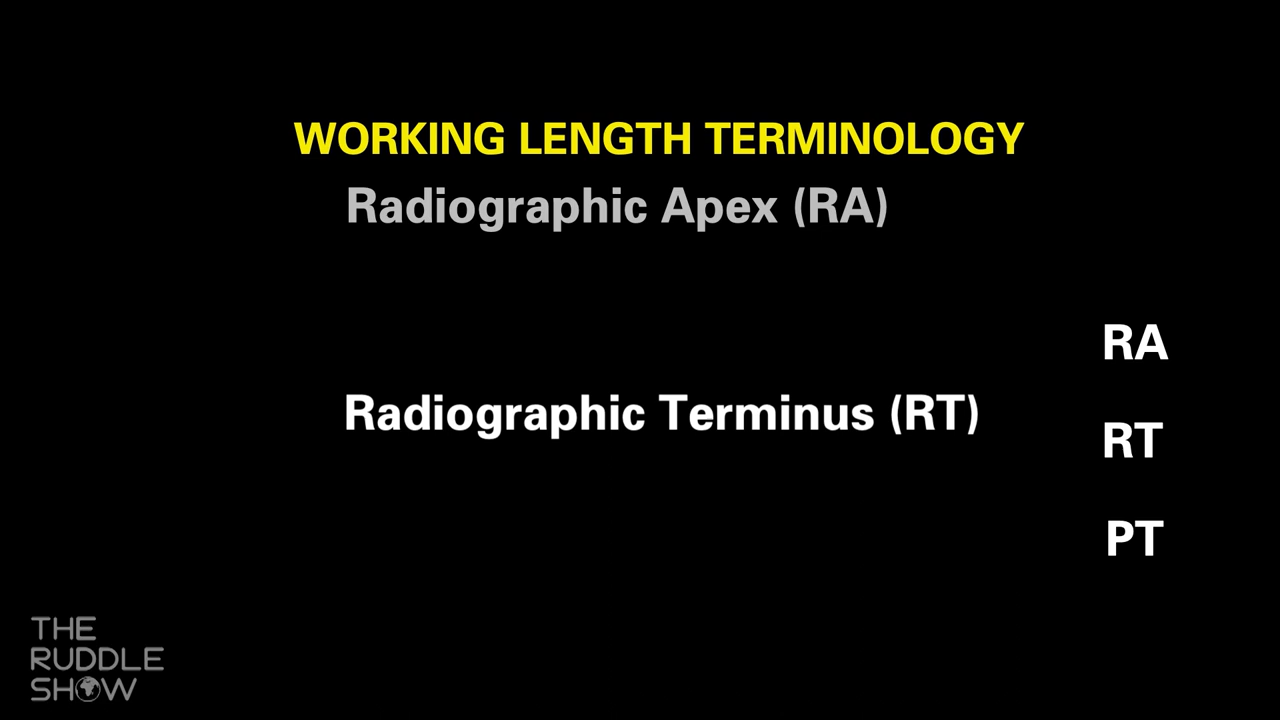 WORKING LENGTH TERMINOLOGY
Radiographic Apex (RA)
RA
Radiographic Terminus (RT)
RT
PT
THE
RUDDLE
SHOW